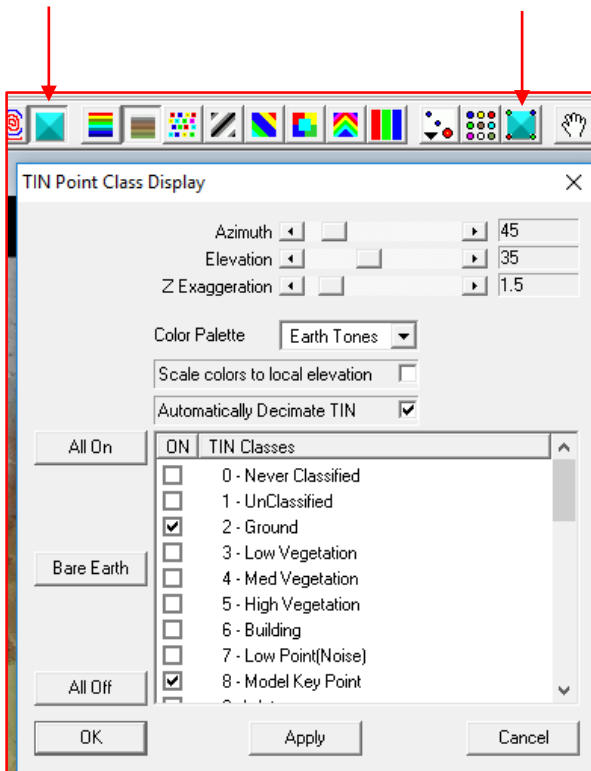 TIN Point Class Display
Azimuth 45
Elevation 35
Z Exaggeration 1.5
Color Palette Earth Tones
Scale colors to local elevation
Automatically Decimate TIN
All On ON TIN Classes
0 - Never Classified
1 - UnClassified
2 - Ground
3 - Low Vegetation
Bare Earth 4 - Med Vegetation
5 - High Vegetation
6 - Building
7 - Low Point(Noise)
All Off 8 - Model Key Point
OK Apply Cancel